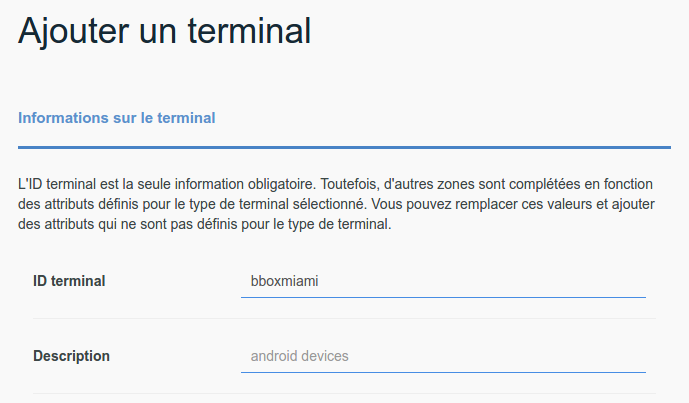 Ajouter un terminal
Informations sur le terminal
L'ID terminal est la seule information obligatoire. Toutefois, d'autres zones sont complétées en fonction
des attributs définis pour le type de terminal sélectionné. Vous pouvez remplacer ces valeurs et ajouter
des attributs qui ne sont pas définis pour le type de terminal.
ID terminal bboxmiami
Description android devices